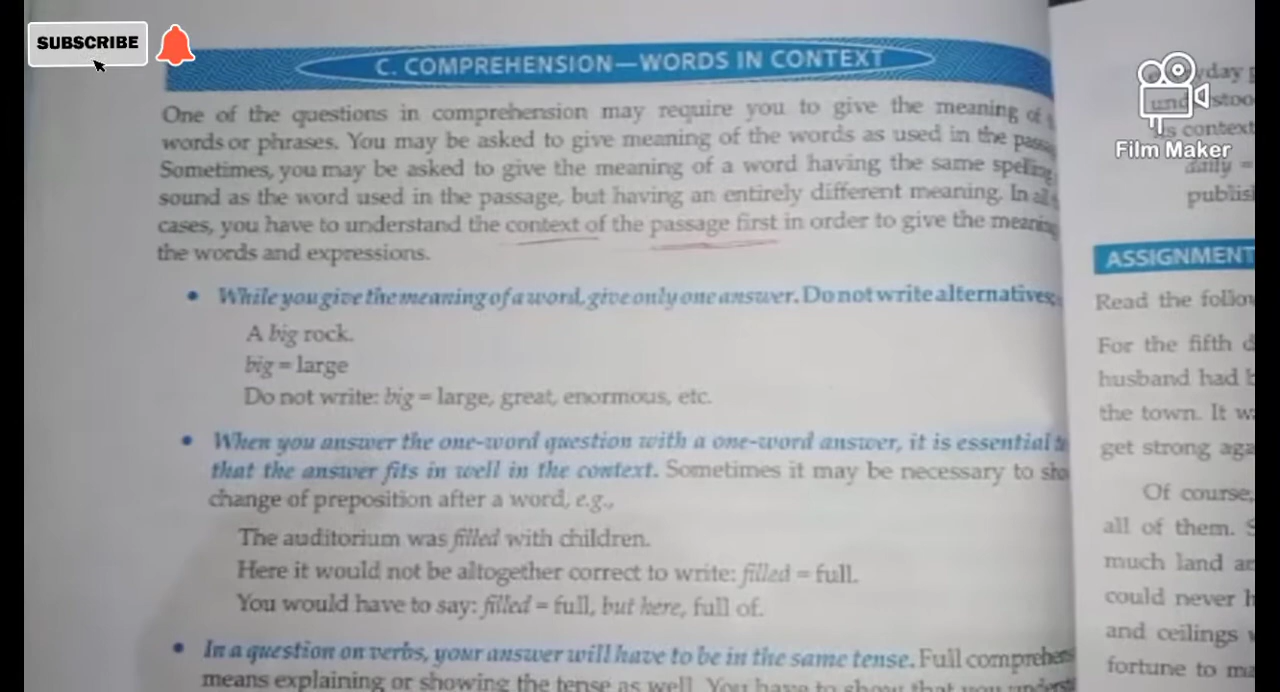 SUBSCRIBE
C. COMPREHENSION—WORDS IN CONTEXT
One of the questions in comprehension may require you to give the meaning of
words or phrases. You may be asked to give meaning of the words as used in the
Sometimes, you may be asked to give the meaning of a word having the same spelling
sound as the word used in the passage, but having an entirely different meaning. In all
cases, you have to understand the context of the passage first in order to give the meaning
the words and expressions.
• While you give the meaning of a word, give only one answer. Do not write alternatives,
A big rock.
big = large
Do not write: big = large, great, enormous, etc.
• When you answer the one-word question with a one-word answer, it is essential
that the answer fits in well in the context. Sometimes it may be necessary to
change of preposition after a word, e.g.,
The auditorium was filled with children.
Here it would not be altogether correct to write: filled = full.
You would have to say: filled = full, but here, full of.
• In a question on verbs, your answer will have to be in the same tense. Full
means explaining or showing the tense as well. You have to show that you
Film Maker
its context
daily =
ASSIGNMENT
Read the
For the fifth
husband had
the town. It
get strong
Of course,
all of them.
much land
could never
and ceilings
fortune to